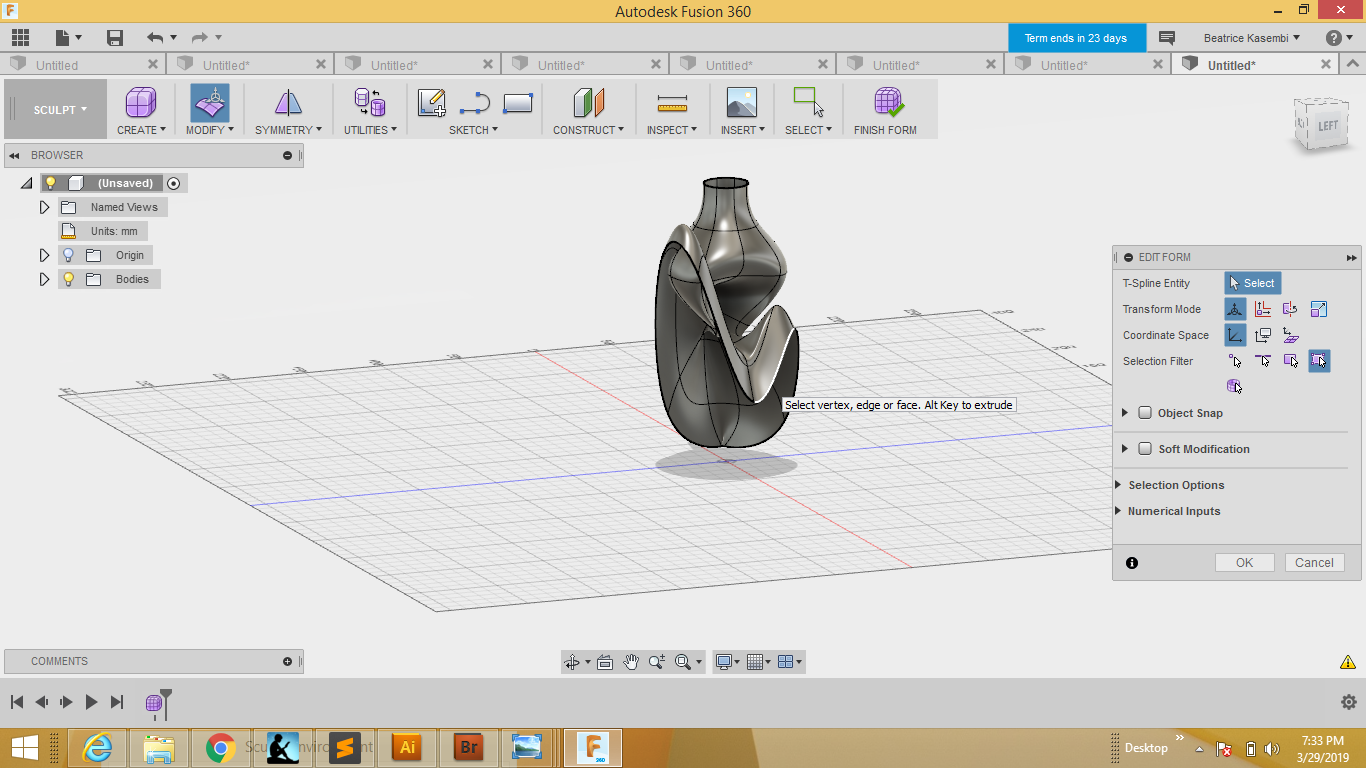 Autodesk Fusion 360
Term ends in 23 days
Beatrice Kasembi
Untitled
Untitled*
Untitled*
Untitled*
Untitled*
Untitled*
Untitled*
Untitled*
SCULPT
CREATE
MODIFY
SYMMETRY
UTILITIES
SKETCH
CONSTRUCT
INSPECT
INSERT
SELECT
FINISH FORM
LEFT
BROWSER
(Unsaved)
Named Views
Units: mm
Origin
Bodies
EDIT FORM
T-Spline Entity
Select
Transform Mode
Coordinate Space
Selection Filter
Object Snap
Soft Modification
Selection Options
Numerical Inputs
OK
Cancel
Select vertex, edge or face. Alt Key to extrude
COMMENTS
Ai
Br
F
360
Desktop
7:33 PM
3/29/2019